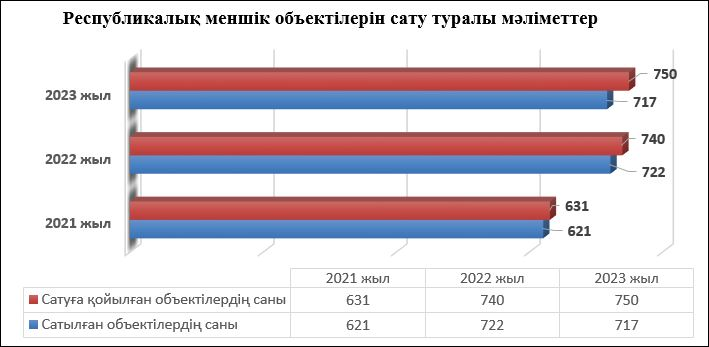 Республикалық меншік объектілерін сату туралы мәліметтер
2023 жыл
750
717
2022 жыл
740
722
2021 жыл
631
621
2021 жыл 2022 жыл 2023 жыл
Сатуға қойылған объектілердің саны 631 740 750
Сатылған объектілердің саны 621 722 717